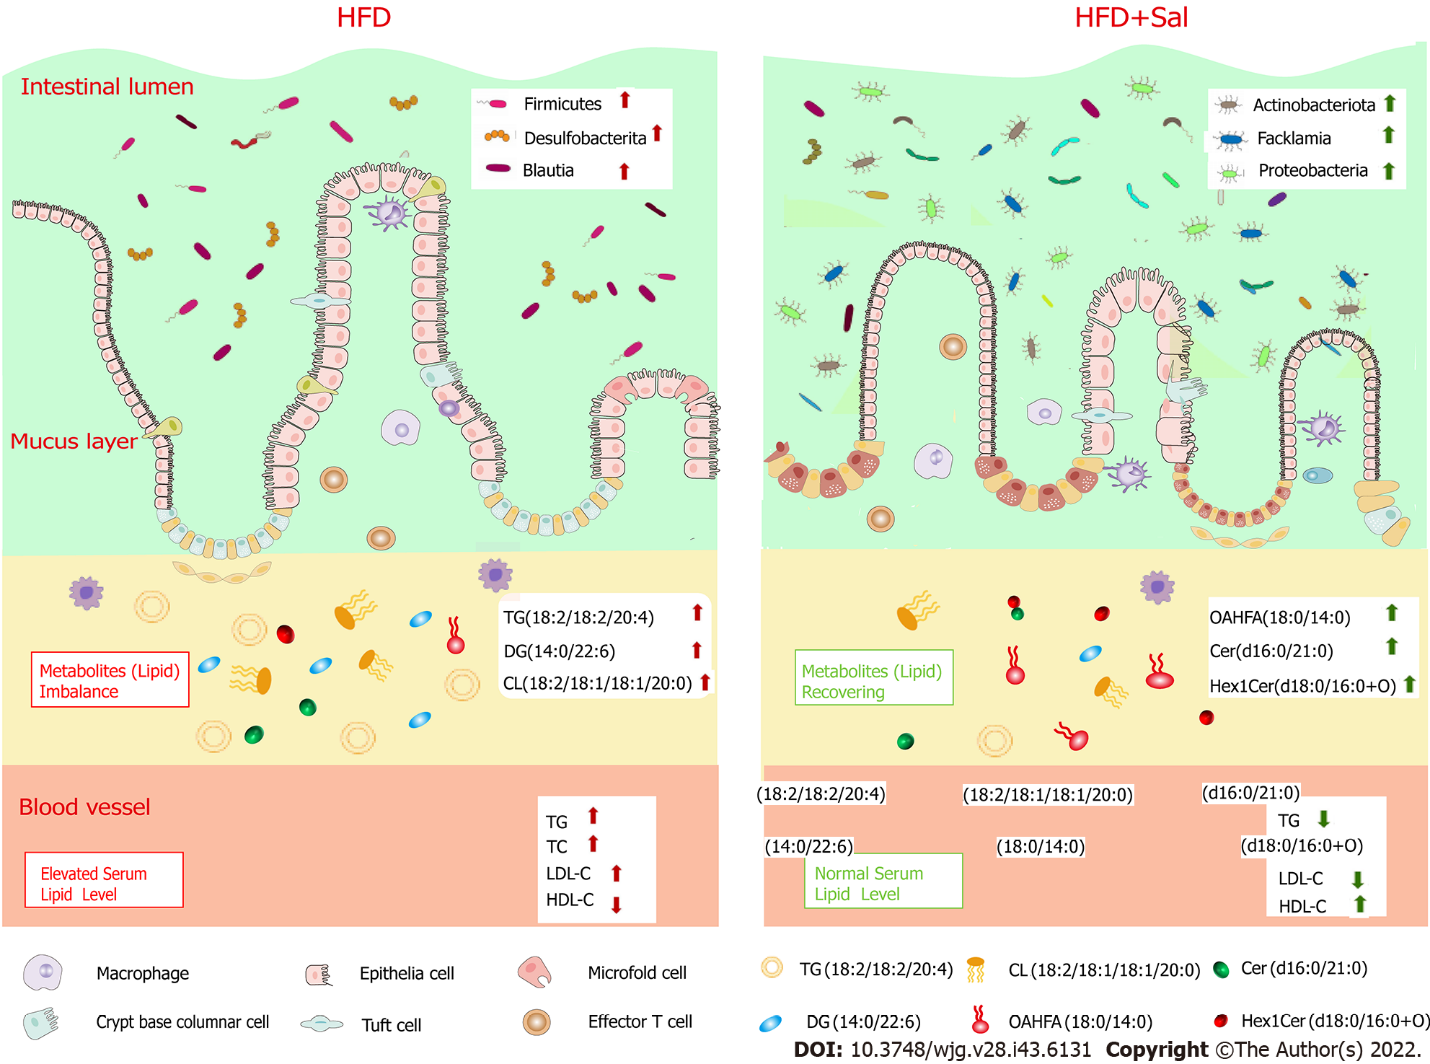 HFD
HFD+Sal
Intestinal lumen
Firmicutes
Desulfobacterita
Blautia
Mucus layer
TG(18:2/18:2/20:4)
DG(14:0/22:6)
CL(18:2/18:1/18:1/20:0)
Metabolites (Lipid)
Imbalance
Blood vessel
TG
TC
LDL-C
HDL-C
Elevated Serum
Lipid Level
Actinobacteriota
Facklamia
Proteobacteria
OAHFA(18:0/14:0)
Cer(d16:0/21:0)
Hex1Cer(d18:0/16:0+O)
Metabolites (Lipid)
Recovering
(18:2/18:2/20:4)
(18:2/18:1/18:1/20:0)
(d16:0/21:0)
TG
(14:0/22:6)
(18:0/14:0)
(d18:0/16:0+O)
Normal Serum
Lipid Level
LDL-C
HDL-C
Macrophage
Epithelia cell
Microfold cell
Crypt base columnar cell
Tuft cell
Effector T cell
TG (18:2/18:2/20:4)
CL (18:2/18:1/18:1/20:0)
Cer (d16:0/21:0)
DG (14:0/22:6)
OAHFA (18:0/14:0)
Hex1Cer (d18:0/16:0+O)
DOI: 10.3748/wjg.v28.i43.6131 Copyright ©The Author(s) 2022.